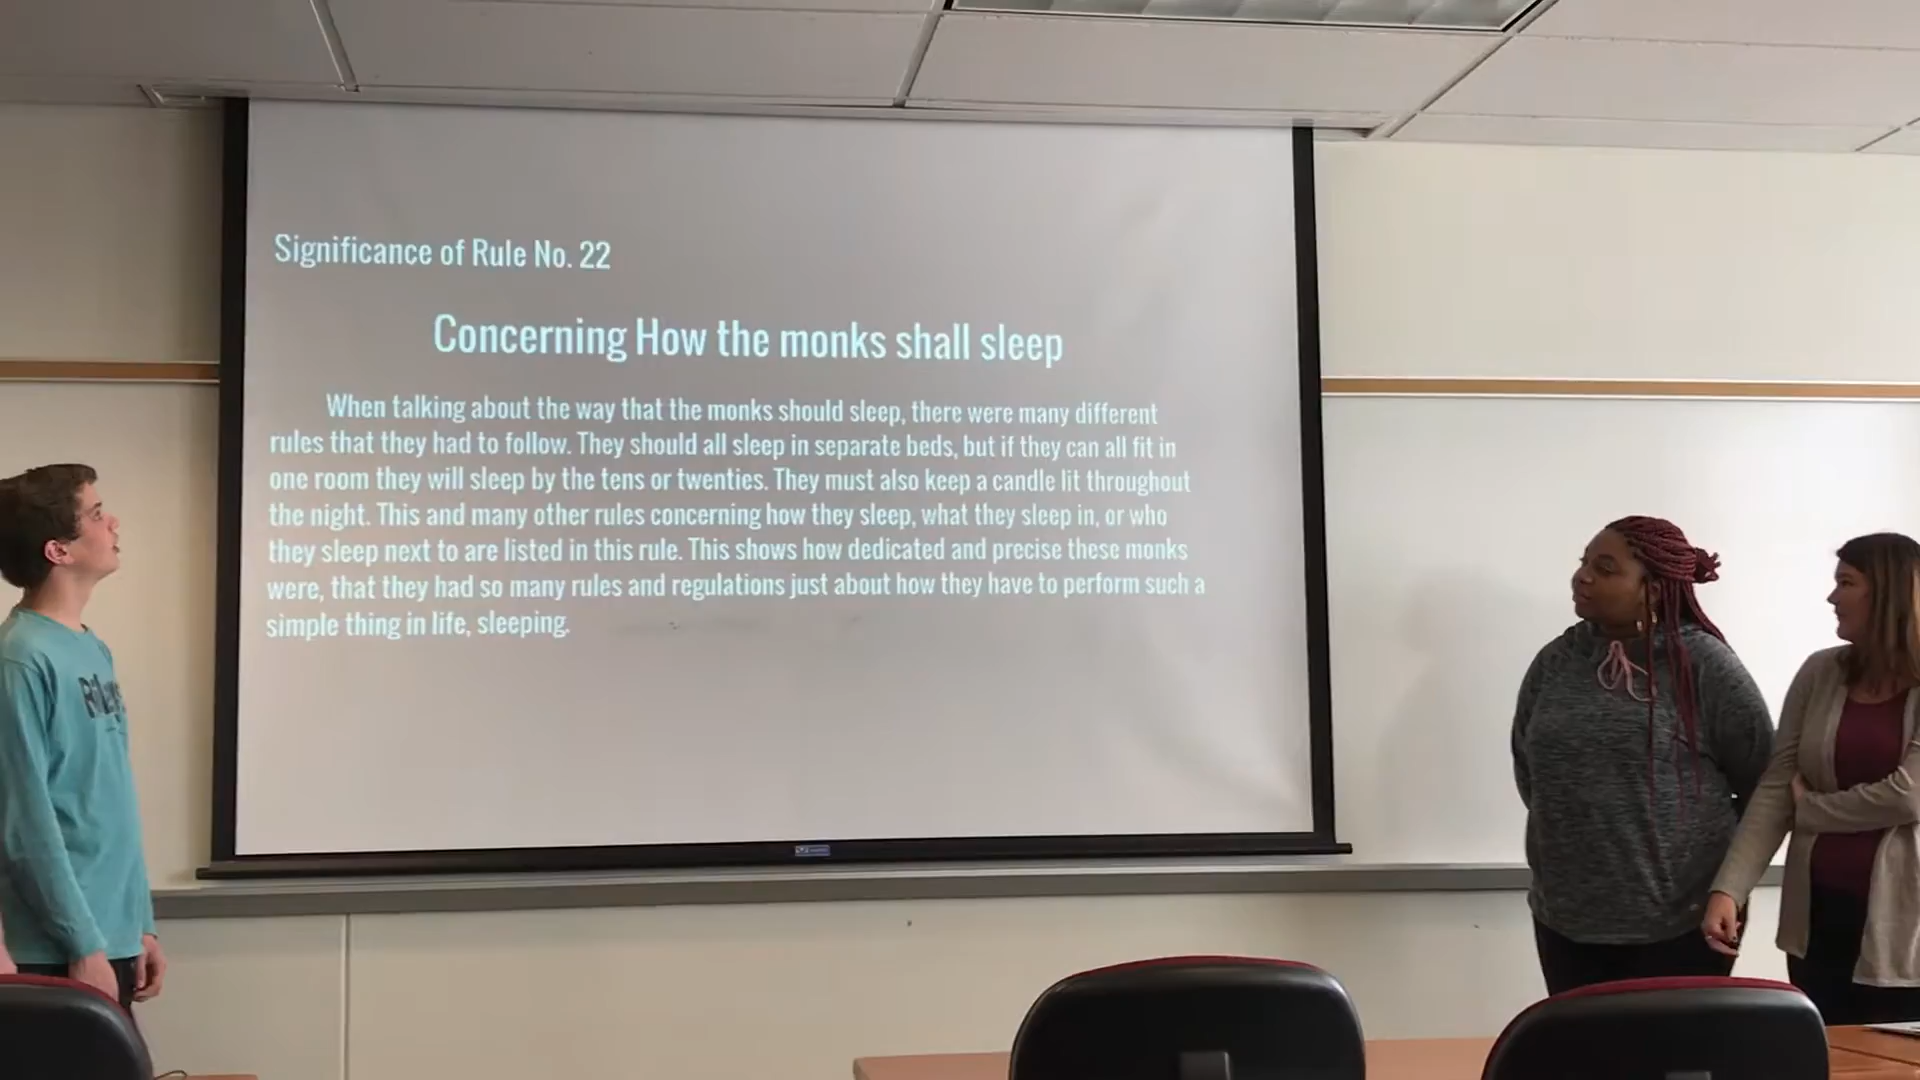 Significance of Rule No. 22
Concerning How the monks shall sleep
When talking about the way that the monks should sleep, there were many different
rules that they had to follow. They should all sleep in separate beds, but if they can all fit in
one room they will sleep by the tens or twenties. They must also keep a candle lit throughout
the night. This and many other rules concerning how they sleep, what they sleep in, or who
they sleep next to are listed in this rule. This shows how dedicated and precise these monks
were, that they had so many rules and regulations just about how they have to perform such a
simple thing in life, sleeping.